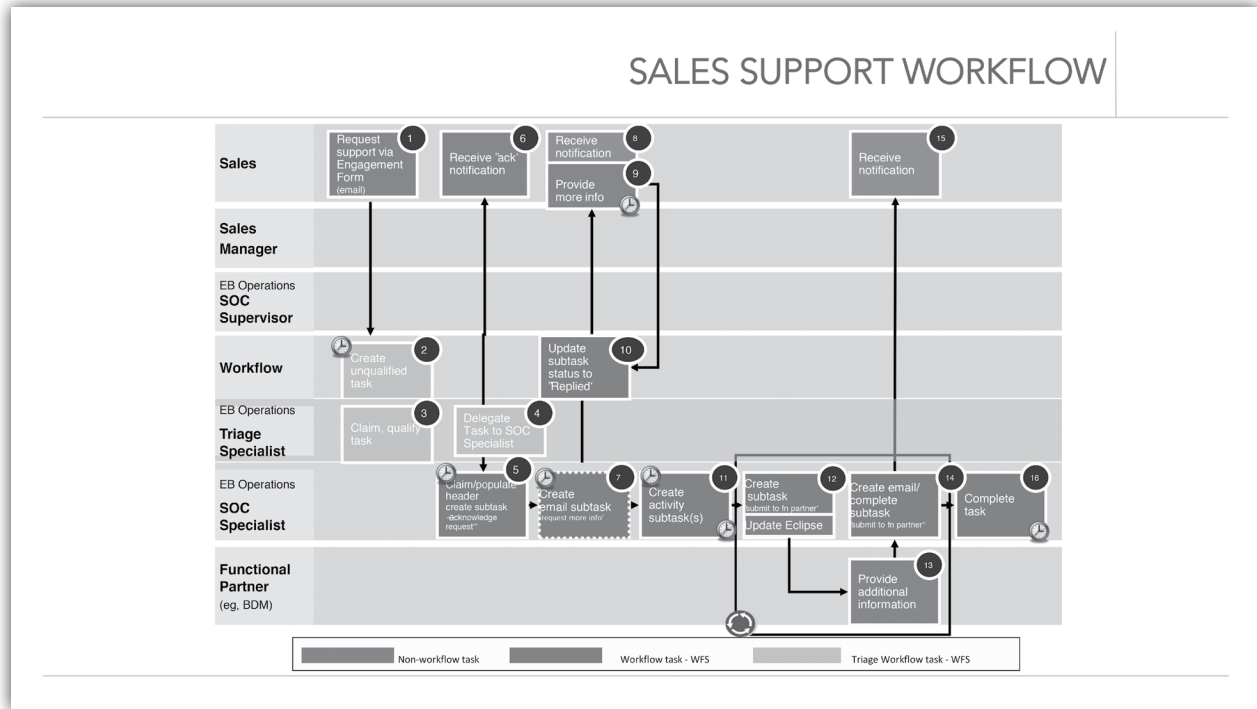 SALES SUPPORT WORKFLOW
Sales
Request
support via
Engagement
Form
(email)
1
Receive "ack'
notification
6
Receive
notification
8
Provide
more info
9
Receive
notification
15
Sales
Manager
EB Operations
SOC
Supervisor
Workflow
Create
unqualified
task
2
Update
subtask
status to
'Replied'
10
EB Operations
Triage
Specialist
Claim, qualify
task
3
Delegate
Task to SOC
Specialist
4
EB Operations
SOC
Specialist
Claim/populate
header
create subtask
"acknowledge
request"
5
Create
email subtask
'request more info'
7
Create
activity
subtask(s)
11
Create
subtask
'submit to fn partner'
12
Update Eclipse
Create email/
complete
subtask
'submit to fn partner"
14
Complete
task
16
Functional
Partner
(eg, BDM)
Provide
additional
information
13
Non-workflow task
Workflow task - WFS
Triage Workflow task - WFS